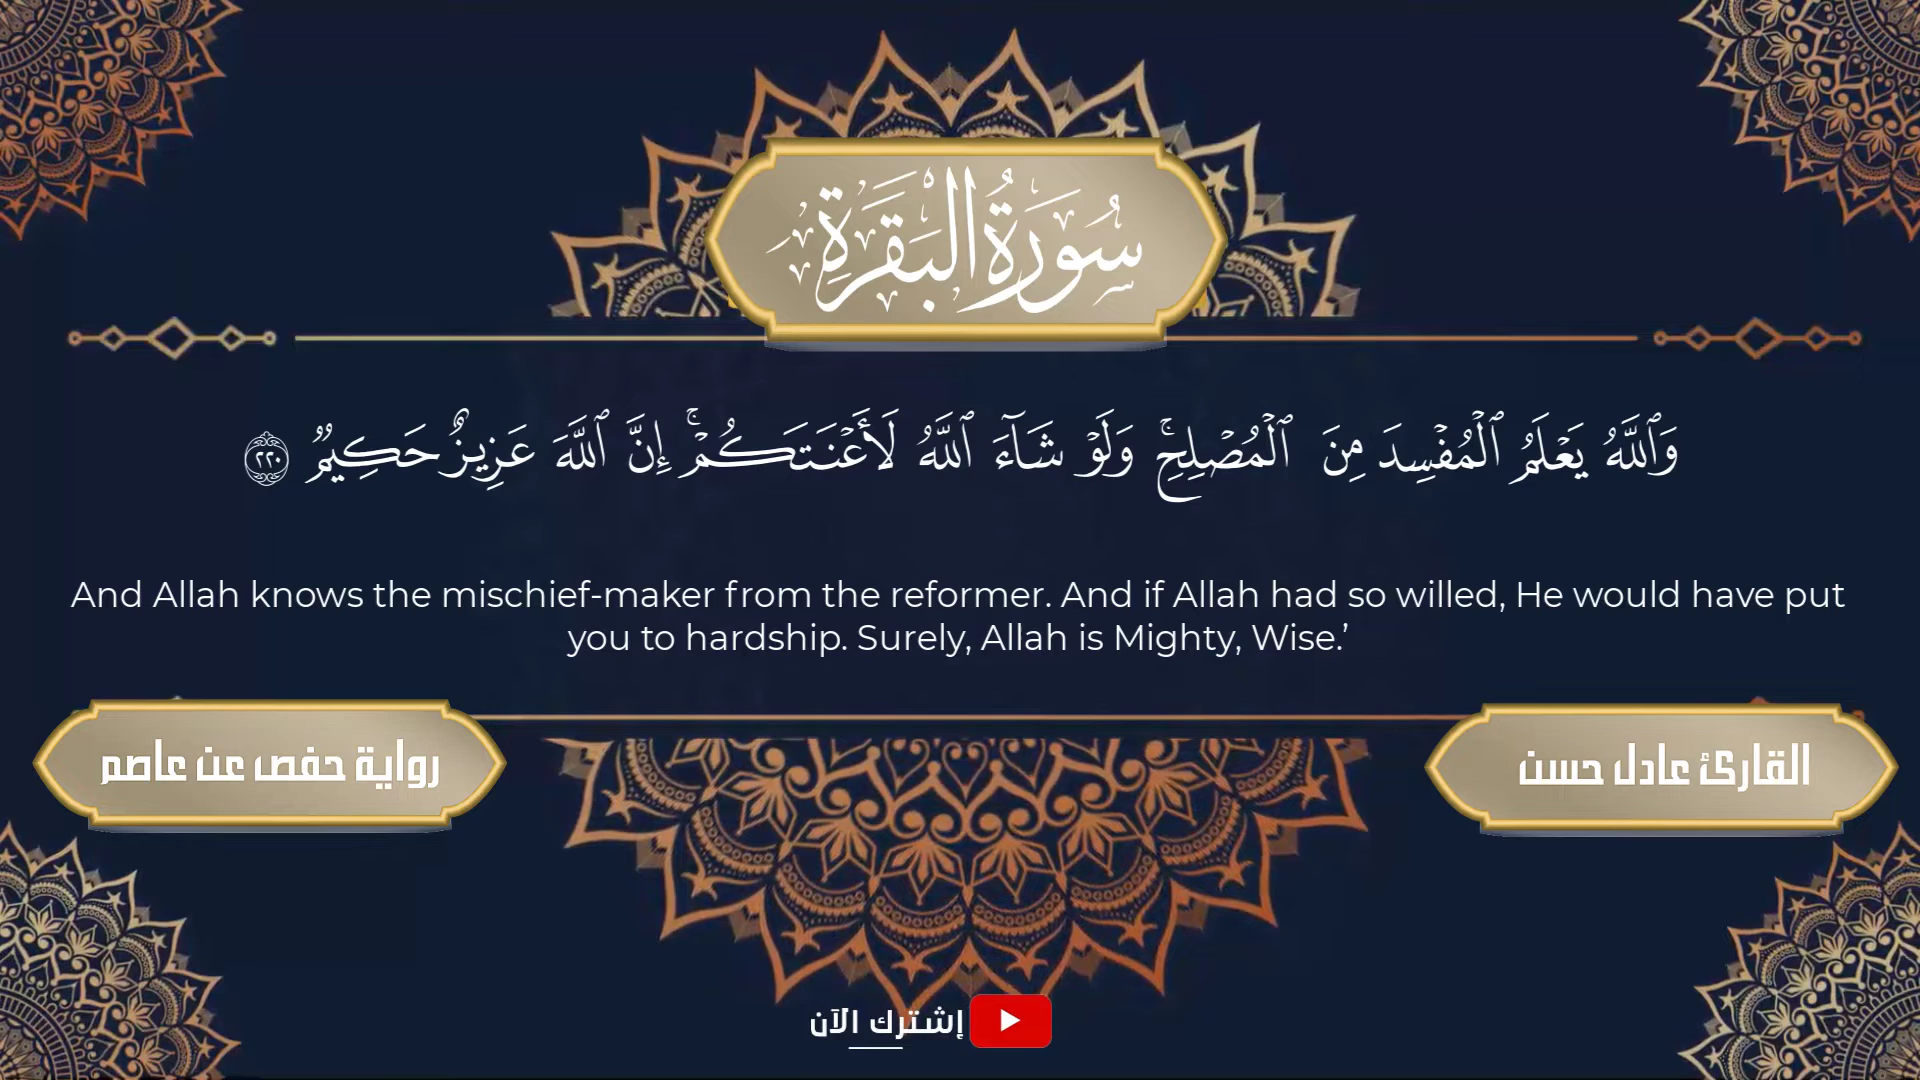 سُورَةُ البَقَرَةِ
وَٱللَّهُ يَعْلَمُ ٱلْمُفْسِدَ مِنَ ٱلْمُصْلِحِۚ وَلَوْ شَآءَ ٱللَّهُ لَأَعْنَتَكُمْۚ إِنَّ ٱللَّهَ عَزِيزٌ حَكِيمٌ ٢٢٠
And Allah knows the mischief-maker from the reformer. And if Allah had so willed, He would have put
you to hardship. Surely, Allah is Mighty, Wise.’
القارئ عادل حسن
رواية حفص عن عاصم
إشترك الآن